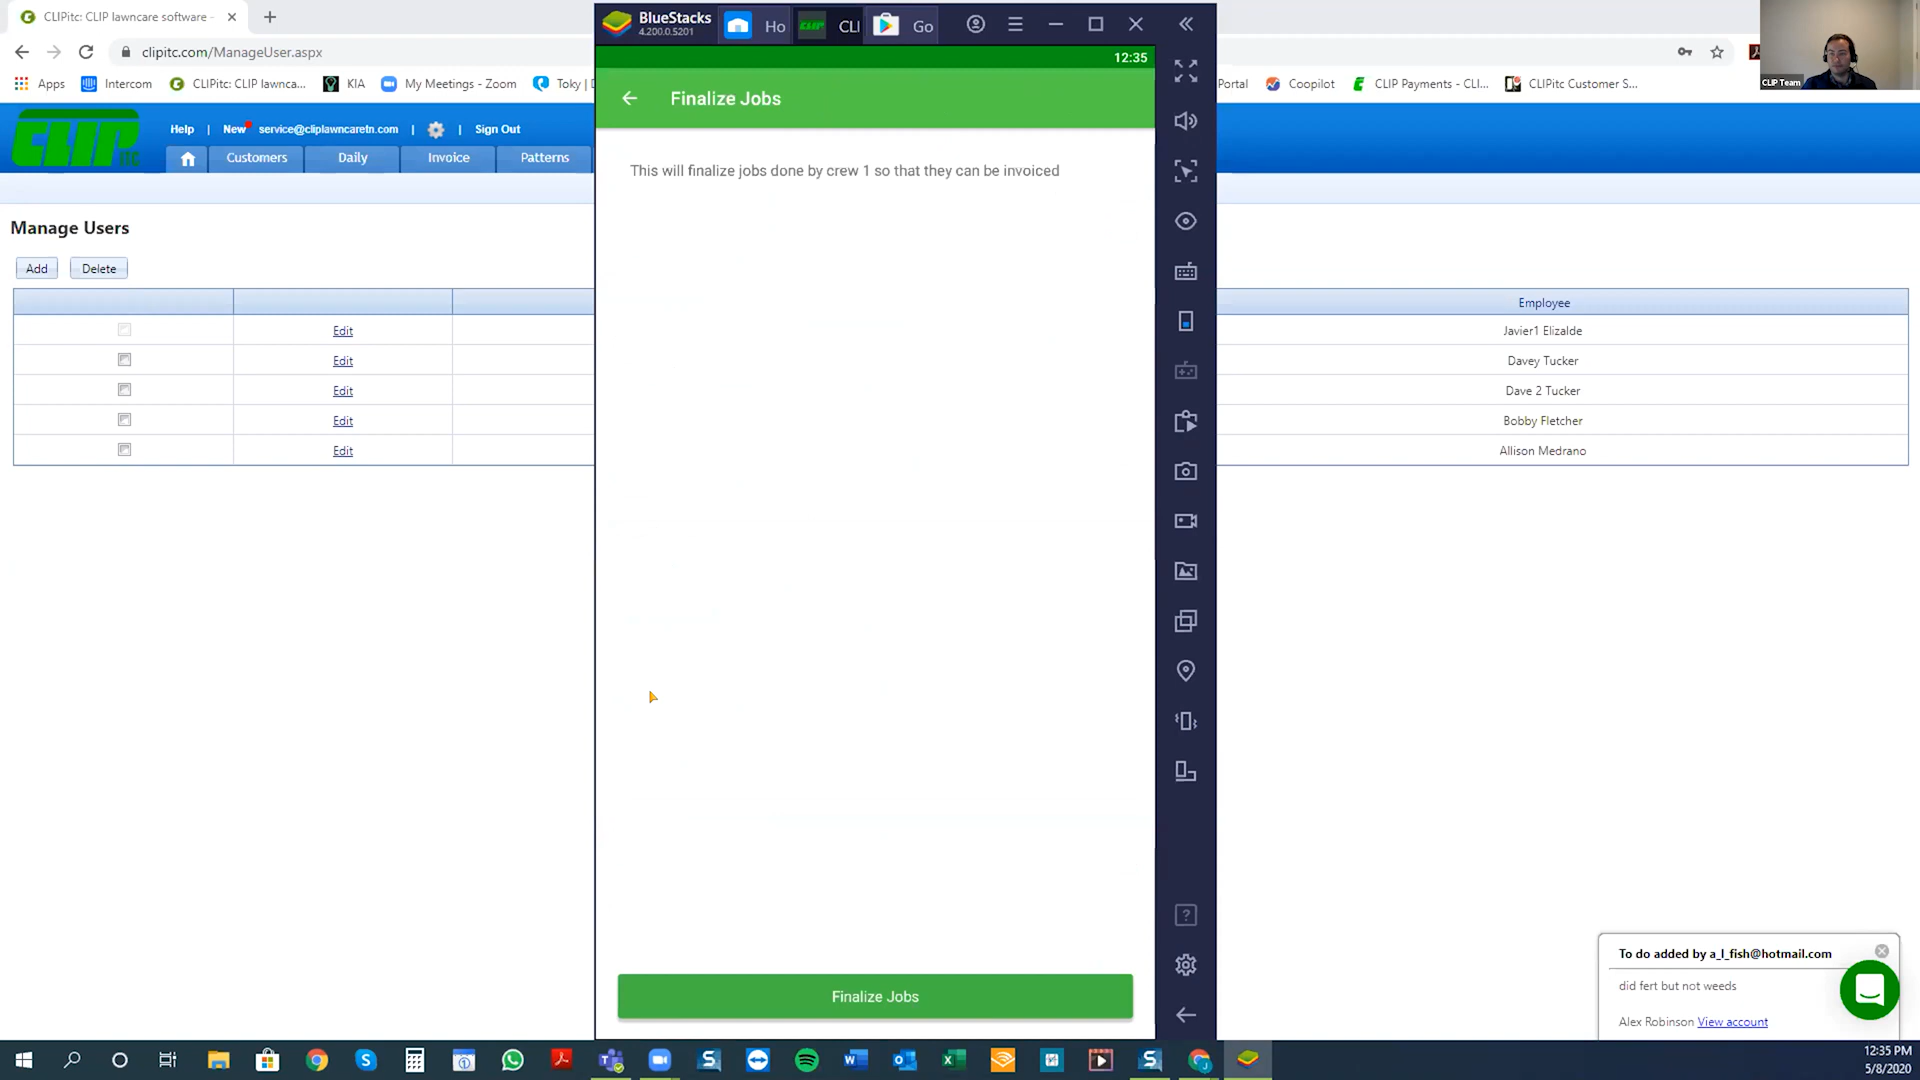 CLIPitc: CLIP lawncare software -
clipitc.com/ManageUser.aspx
Apps
Intercom
CLIPitc: CLIP lawnca...
KIA
My Meetings - Zoom
Toky | 
Portal
Coopilot
CLIP Payments - CLI...
CLIPitc Customer S...
CLIP Team
CLIP ITC
Help | New service@cliplawncaretn.com | | Sign Out
Customers
Daily
Invoice
Patterns
Manage Users
Add
Delete
Employee
Edit
Javier1 Elizalde
Edit
Davey Tucker
Edit
Dave 2 Tucker
Edit
Bobby Fletcher
Edit
Allison Medrano
BlueStacks
4.200.0.5201
Ho
CLI
Go
12:35
Finalize Jobs
This will finalize jobs done by crew 1 so that they can be invoiced
Finalize Jobs
To do added by a_l_fish@hotmail.com
did fert but not weeds
Alex Robinson View account
12:35 PM
5/8/2020